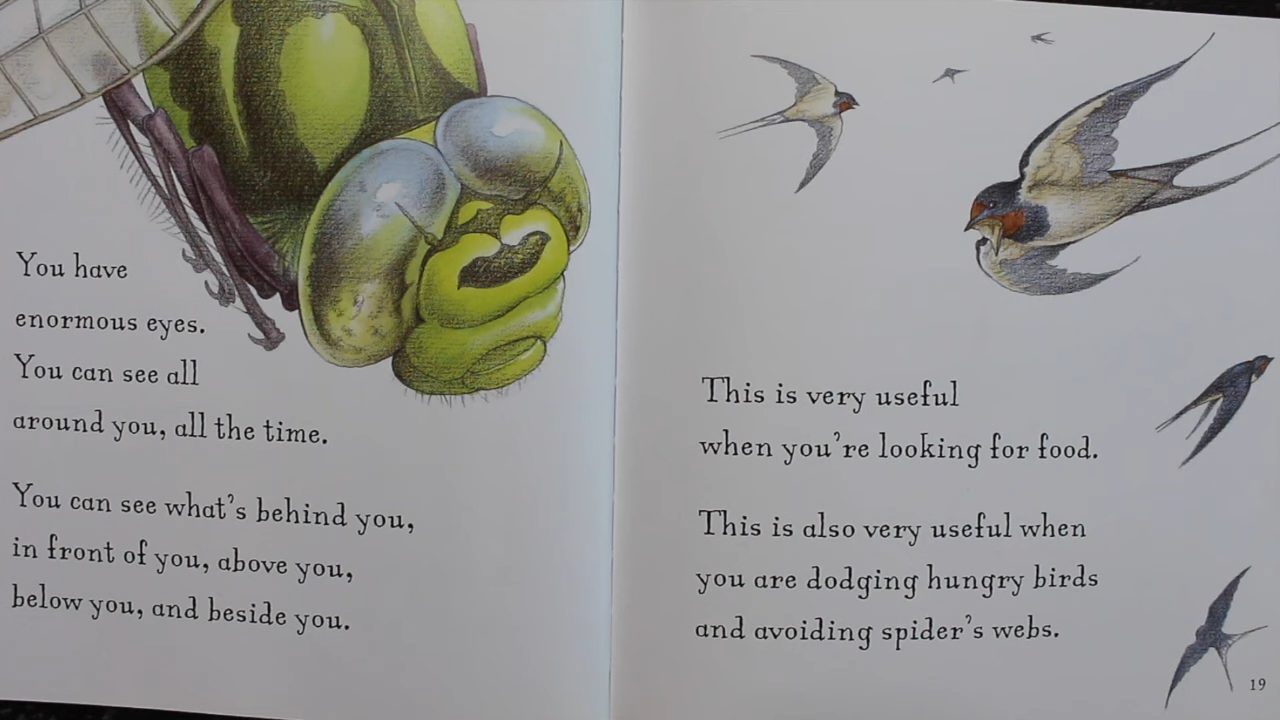 You have
enormous eyes.
You can see all
around you, all the time.
You can see what's behind you,
in front of you, above you,
below you, and beside you.
This is very useful
when you're looking for food.
This is also very useful when
you are dodging hungry birds
and avoiding spider's webs.
19